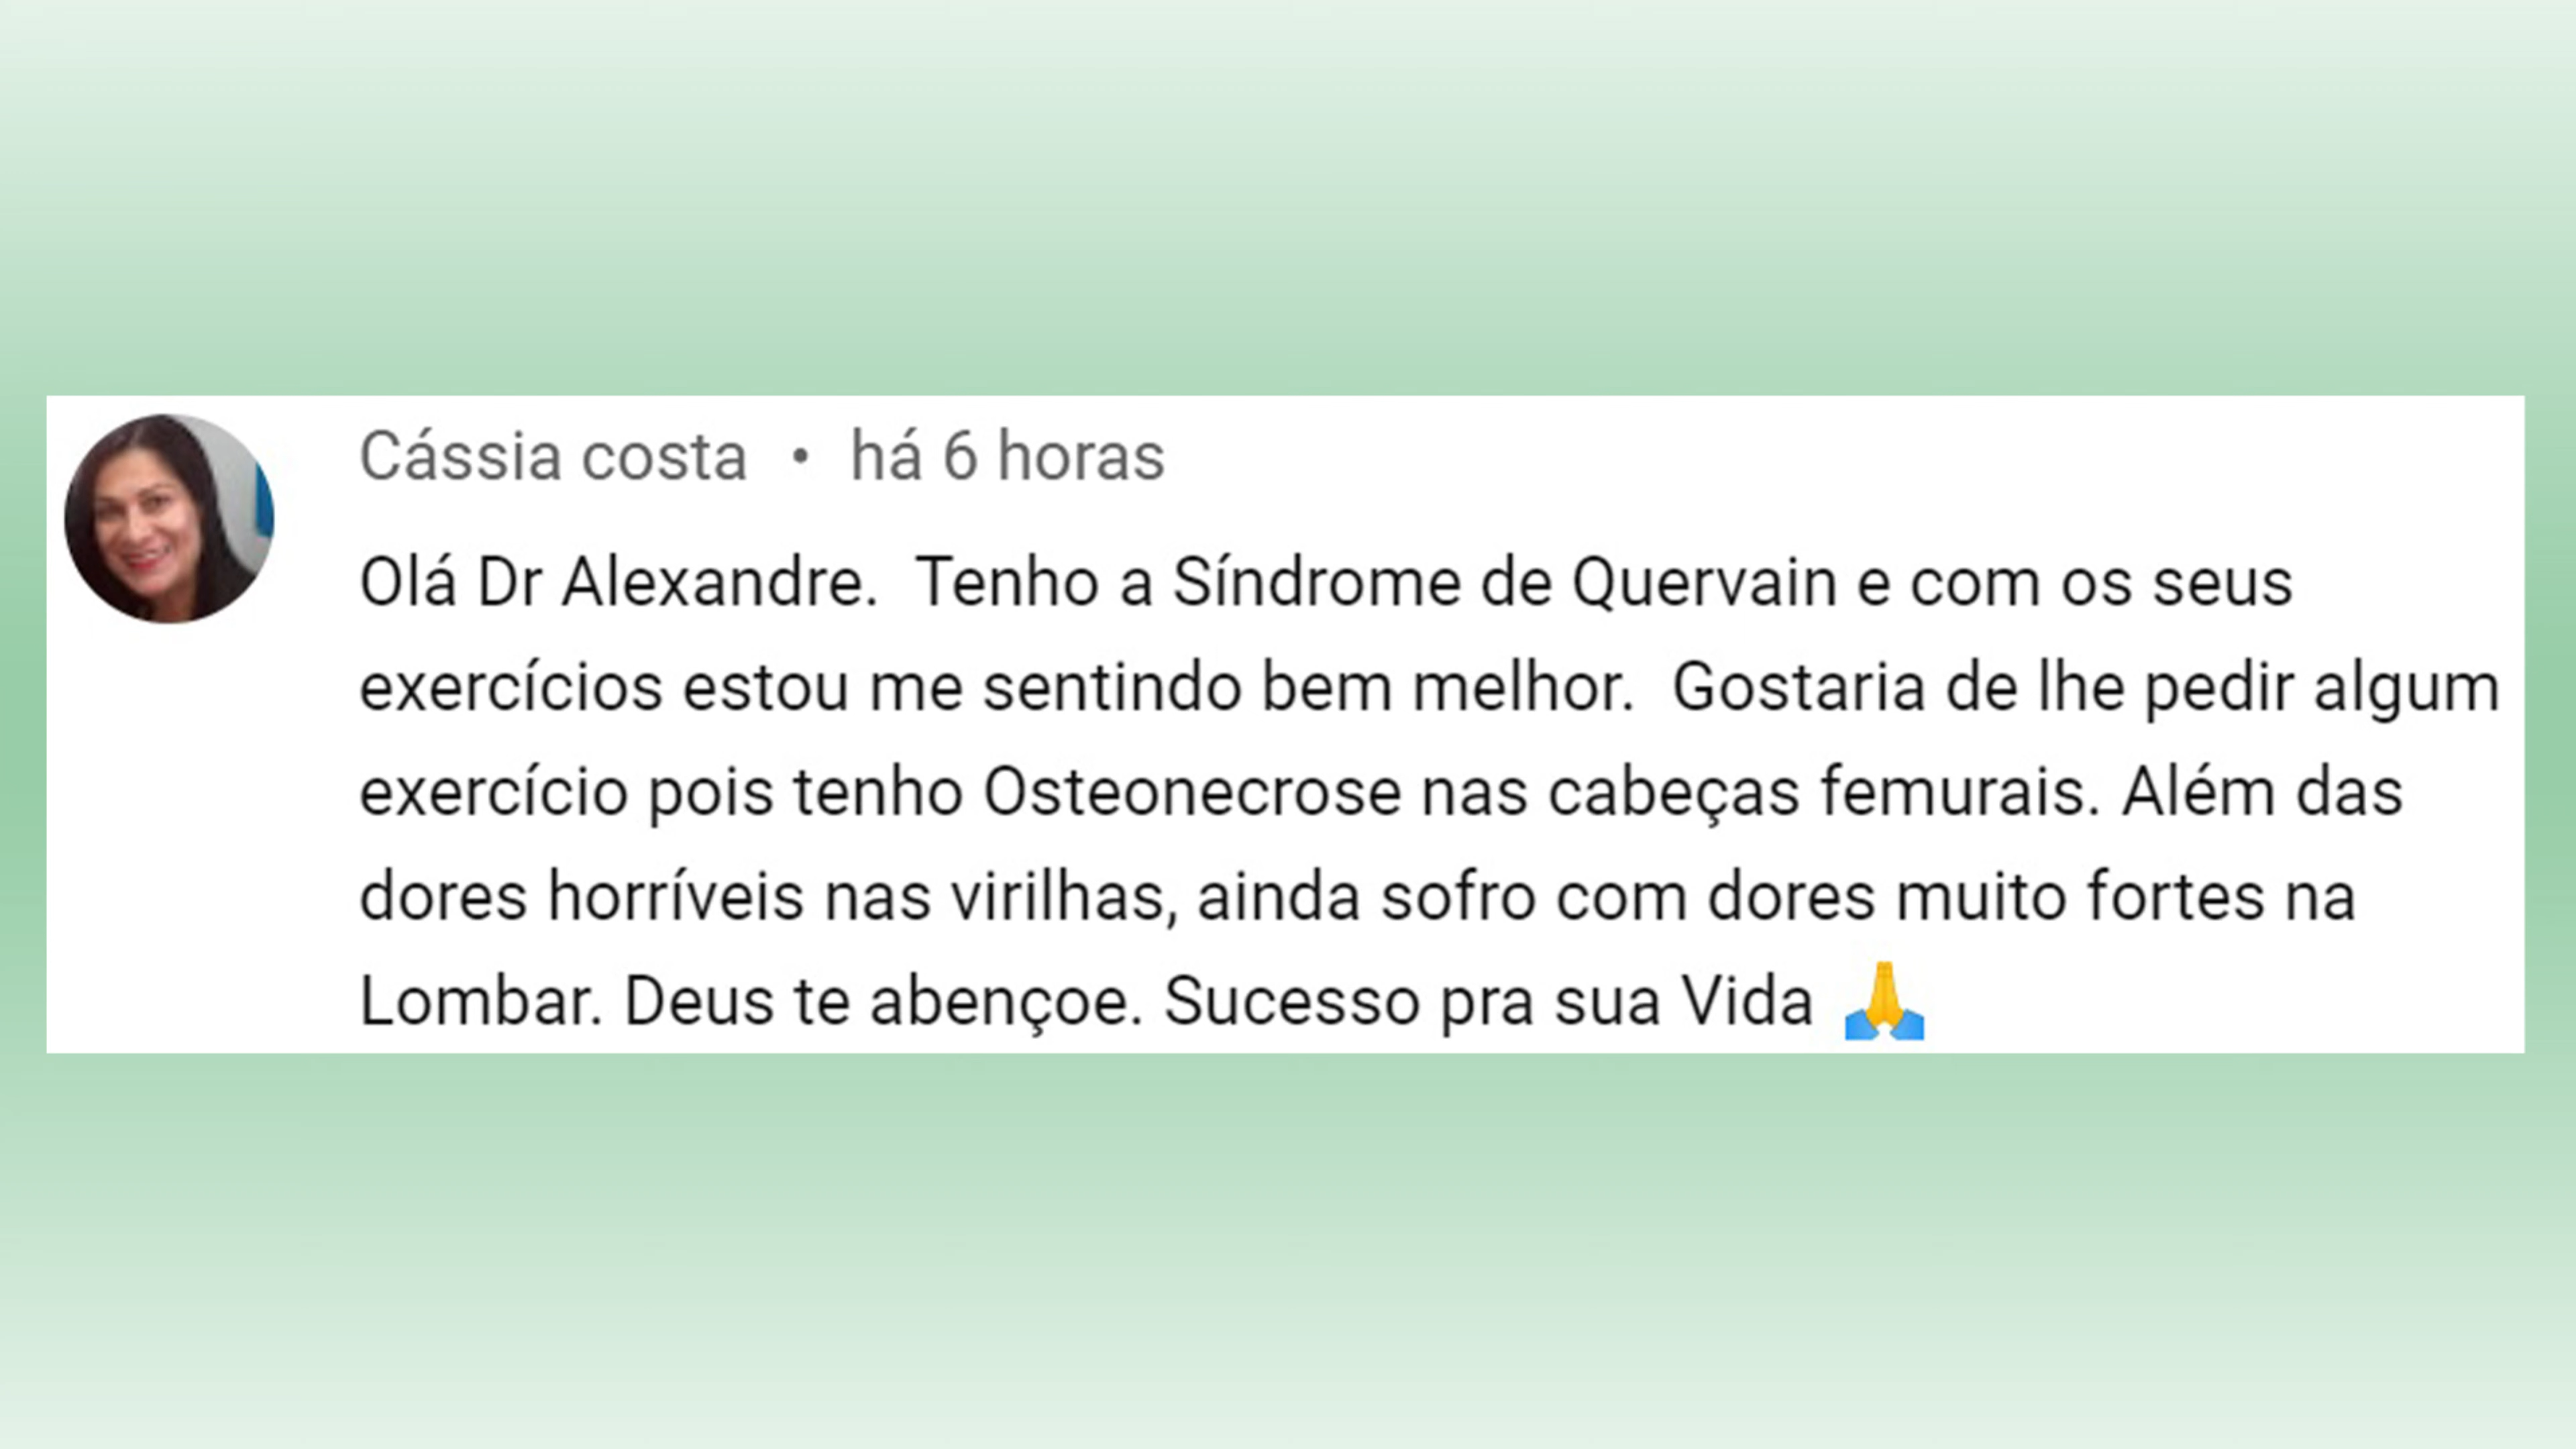 Cássia costa • há 6 horas
Olá Dr Alexandre.  Tenho a Síndrome de Quervain e com os seus
exercícios estou me sentindo bem melhor.  Gostaria de lhe pedir algum
exercício pois tenho Osteonecrose nas cabeças femurais. Além das
dores horríveis nas virilhas, ainda sofro com dores muito fortes na
Lombar. Deus te abençoe. Sucesso pra sua Vida 🙏